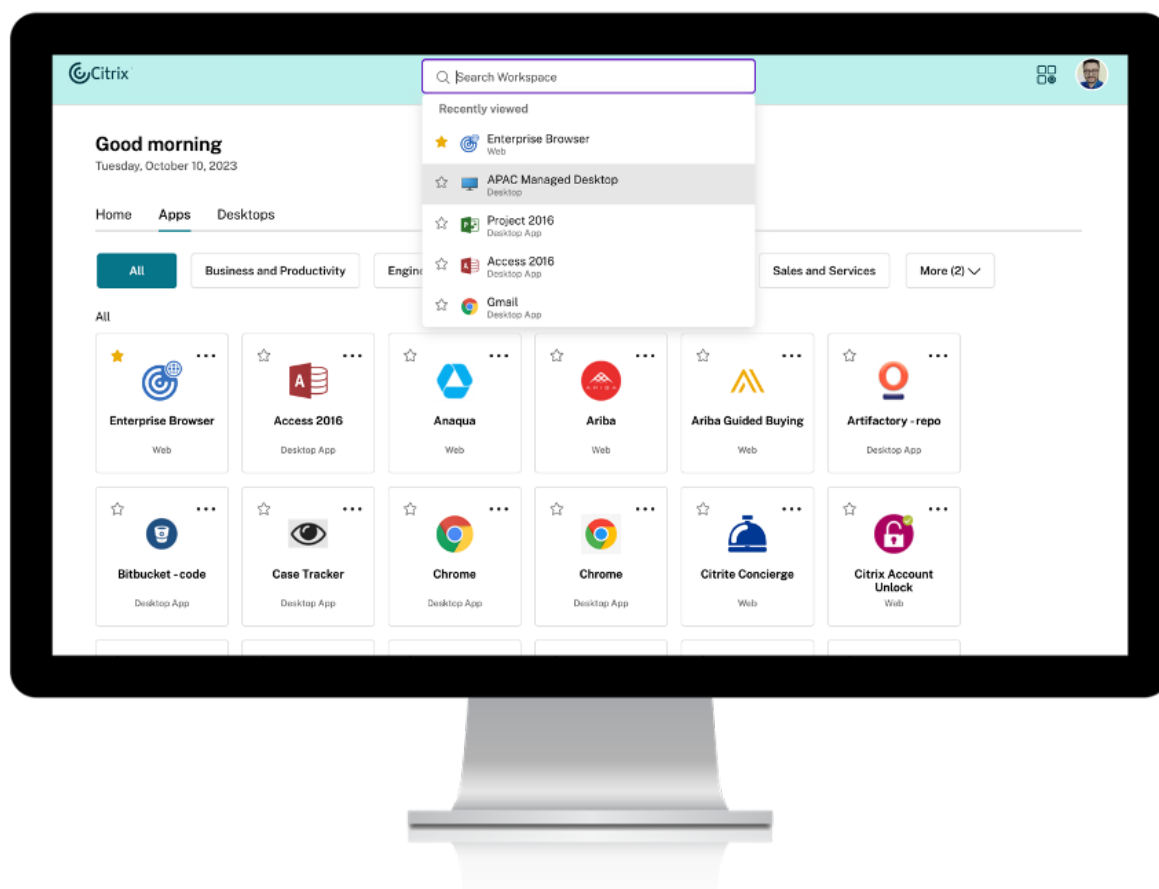 Citrix
Search Workspace
Recently viewed
Enterprise Browser
Web
APAC Managed Desktop
Desktop
Project 2016
Desktop App
Access 2016
Desktop App
Gmail
Desktop App
Good morning
Tuesday, October 10, 2023
Home Apps Desktops
All Business and Productivity Sales and Services More (2)
All
Enterprise Browser Access 2016 Anaqua Ariba Ariba Guided Buying Artifactory - repo
Web Desktop App Web Web Web Desktop App
Bitbucket - code Case Tracker Chrome Chrome Citrite Concierge Citrix Account
Unlock
Desktop App Desktop App Desktop App Desktop App Web Web